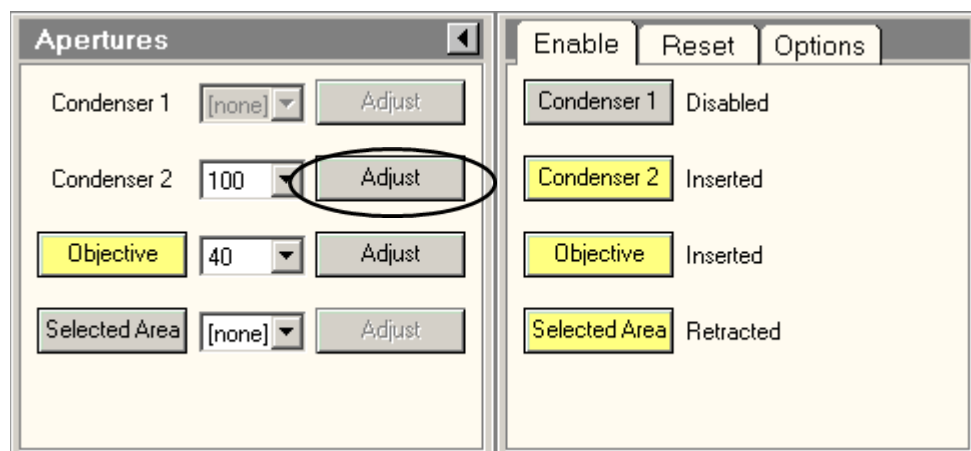 Apertures
Condenser 1 [none] Adjust
Condenser 2 100 Adjust
Objective 40 Adjust
Selected Area [none] Adjust
Enable Reset Options
Condenser 1 Disabled
Condenser 2 Inserted
Objective Inserted
Selected Area Retracted